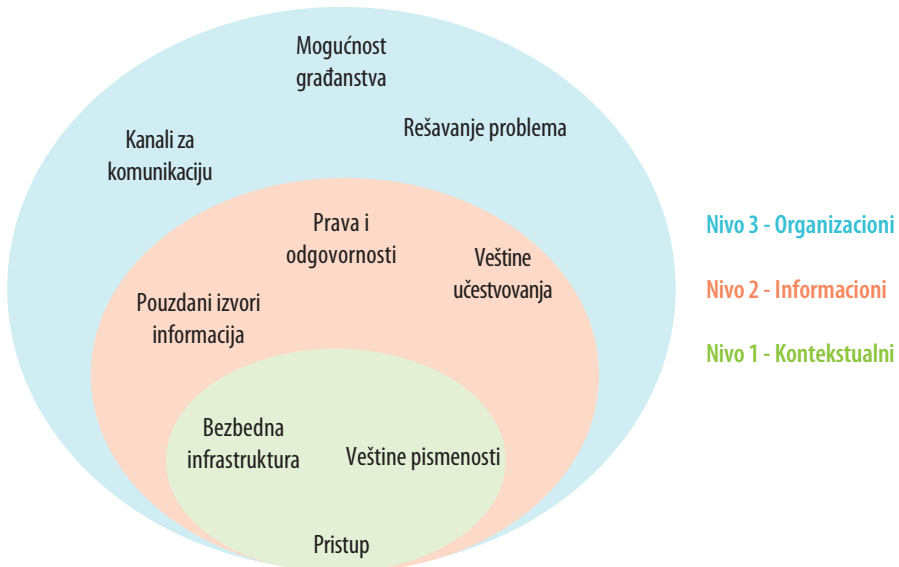 Mogućnost
građanstva
Rešavanje problema
Kanali za
komunikaciju
Prava i
odgovornosti
Veštine
učestvovanja
Pouzdani izvori
informacija
Bezbedna
infrastruktura
Veštine pismenosti
Pristup
Nivo 3 - Organizacioni
Nivo 2 - Informacioni
Nivo 1 - Kontekstualni